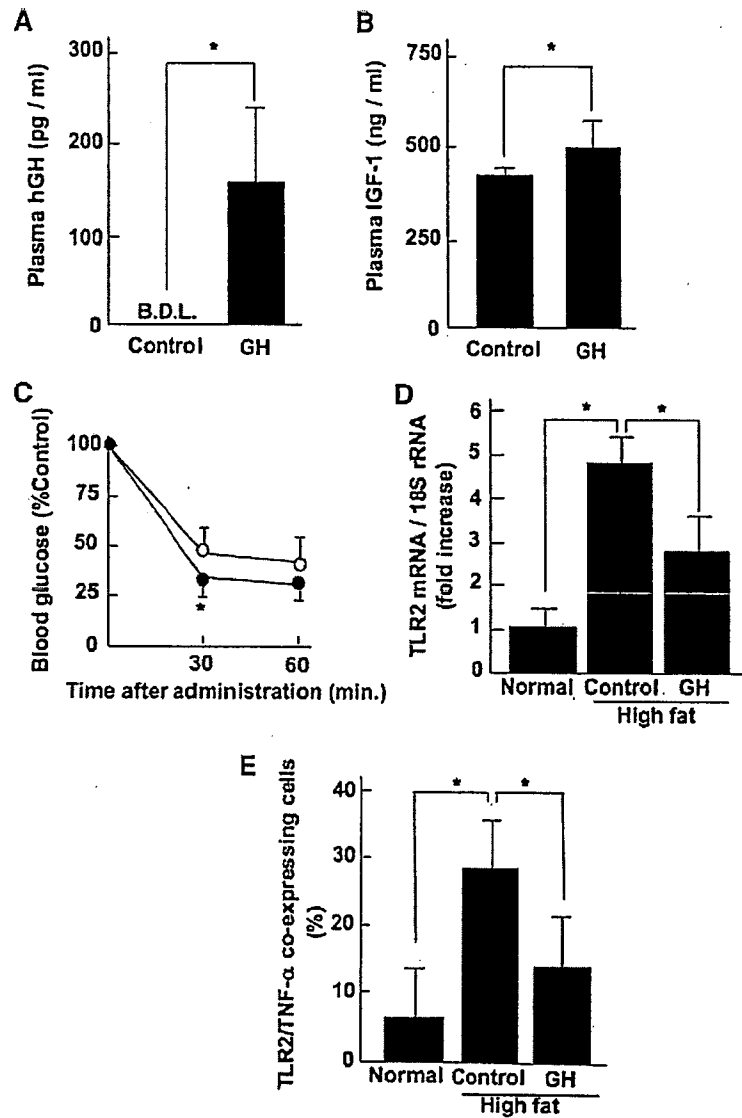 A
Plasma hGH (pg / ml)
300
200
100
0
*
B.D.L.
Control GH
B
Plasma IGF-1 (ng / ml)
750
500
250
0
*
Control GH
C
Blood glucose (%Control)
100
75
50
25
0
*
30 60
Time after administration (min.)
D
TLR2 mRNA / 18S rRNA
(fold increase)
6
5
4
3
2
1
0
* *
Normal Control GH
High fat
E
TLR2/TNF-α co-expressing cells
(%)
40
30
20
10
0
* *
Normal Control GH
High fat